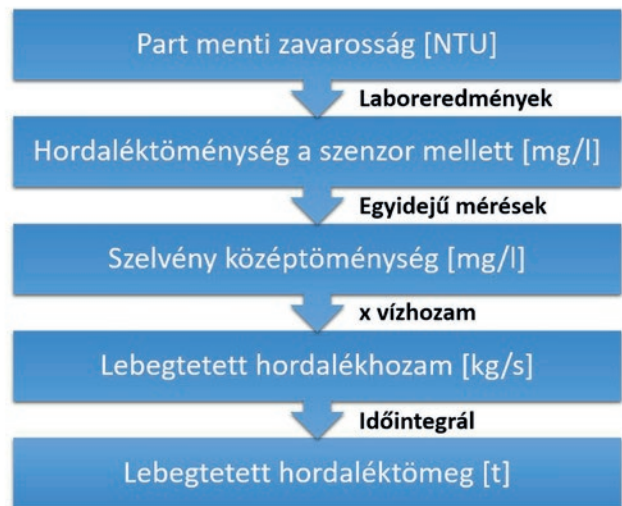 Part menti zavarosság [NTU]
Laboreredmények
Hordaléktöménység a szenzor mellett [mg/l]
Egyidejű mérések
Szelvény középtöménység [mg/l]
x vízhozam
Lebegtetett hordalékhozam [kg/s]
Időintegrál
Lebegtetett hordaléktömeg [t]